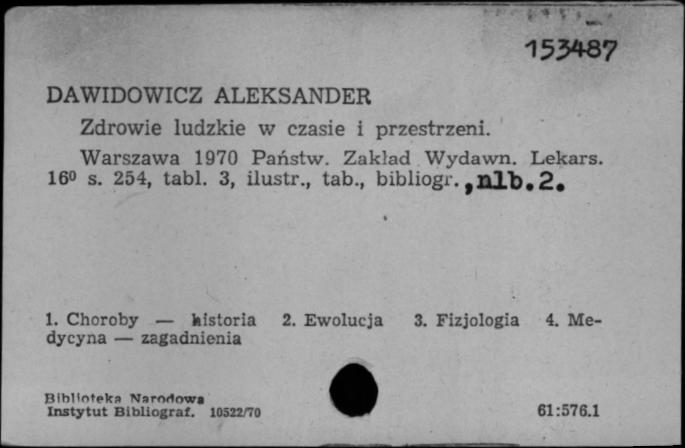 153487
DAWIDOWICZ ALEKSANDER
Zdrowie ludzkie w czasie i przestrzeni.
Warszawa 1970 Państw. Zakład Wydawn. Lekars.
16⁰ s. 254, tabl. 3, ilustr., tab., bibliogr., nlb.2.
1. Choroby — historia 2. Ewolucja 3. Fizjologia 4. Me-
dycyna — zagadnienia
Biblioteka Narodowa
Instytut Bibliograf. 10522/70 61:576.1